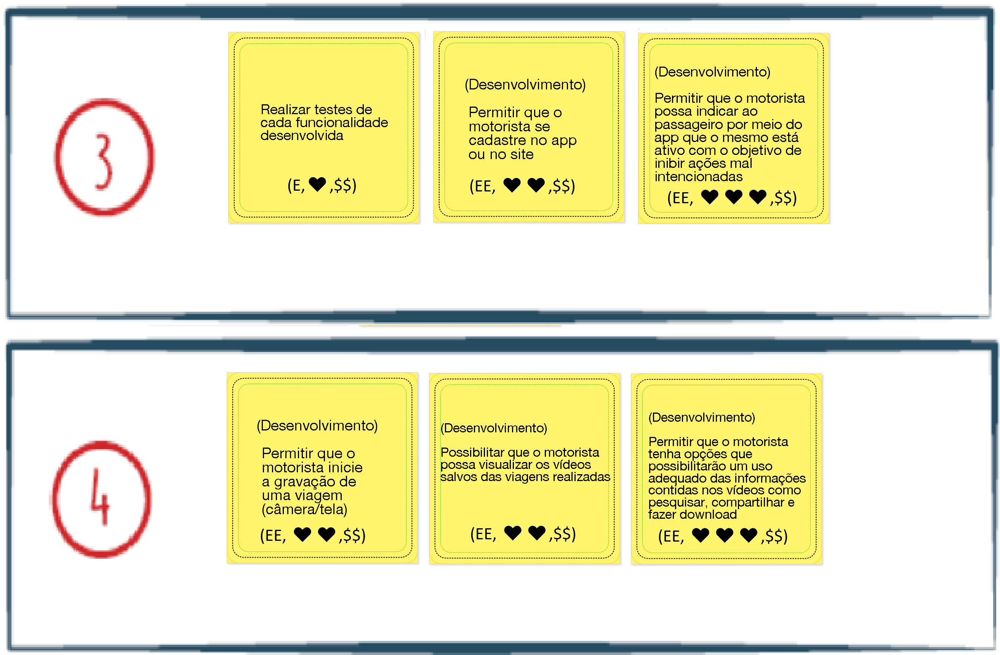 3
Realizar testes de
cada funcionalidade
desenvolvida
(E, ♥ ,$$)
(Desenvolvimento)
Permitir que o
motorista se
cadastre no app
ou no site
(EE, ♥ ♥ ,$$)
(Desenvolvimento)
Permitir que o motorista
possa indicar ao
passageiro por meio do
app que o mesmo está
ativo com o objetivo de
inibir ações mal
intencionadas
(EE, ♥ ♥ ♥ ,$$)
4
(Desenvolvimento)
Permitir que o
motorista inicie
a gravação de
uma viagem
(câmera/tela)
(EE, ♥ ♥ ,$$)
(Desenvolvimento)
Possibilitar que o motorista
possa visualizar os vídeos
salvos das viagens realizadas
(EE, ♥ ♥ ,$$)
(Desenvolvimento)
Permitir que o motorista
tenha opções que
possibilitarão um uso
adequado das informações
contidas nos vídeos como
pesquisar, compartilhar e
fazer download
(EE, ♥ ♥ ♥ ,$$)